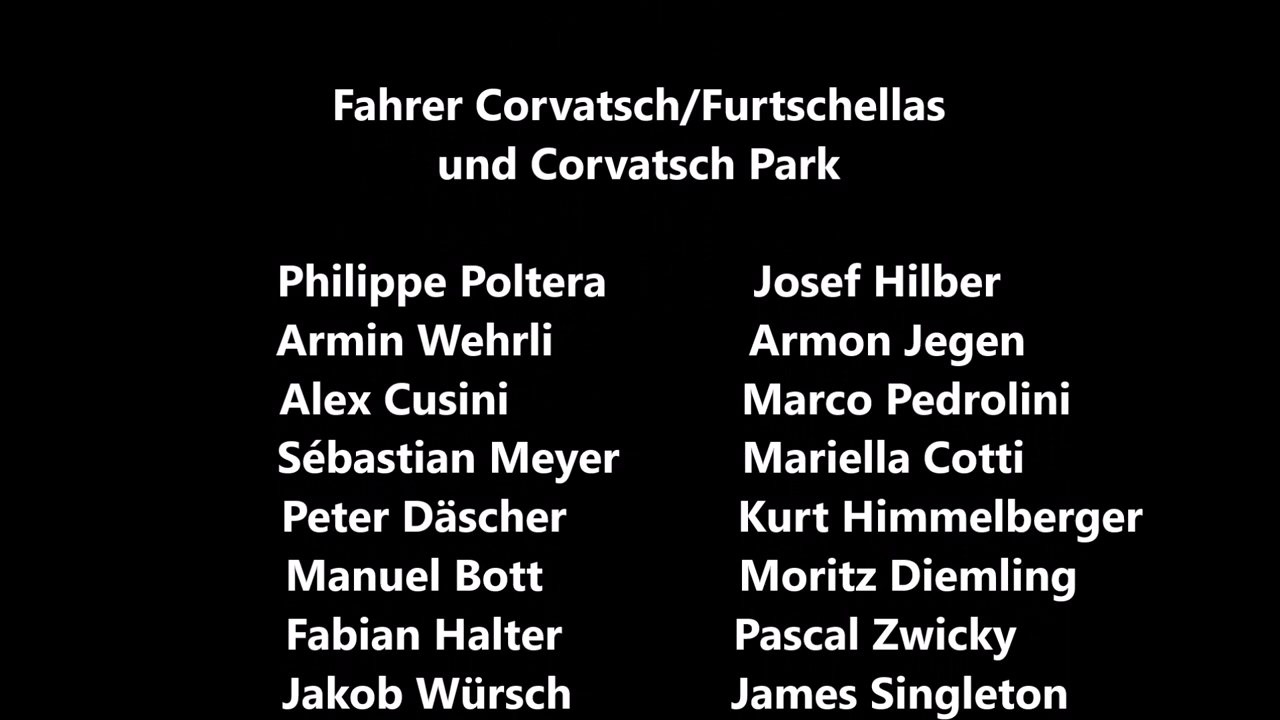 Fahrer Corvatsch/Furtschellas
und Corvatsch Park
Philippe Poltera Josef Hilber
Armin Wehrli Armon Jegen
Alex Cusini Marco Pedrolini
Sébastian Meyer Mariella Cotti
Peter Däscher Kurt Himmelberger
Manuel Bott Moritz Diemling
Fabian Halter Pascal Zwicky
Jakob Würsch James Singleton